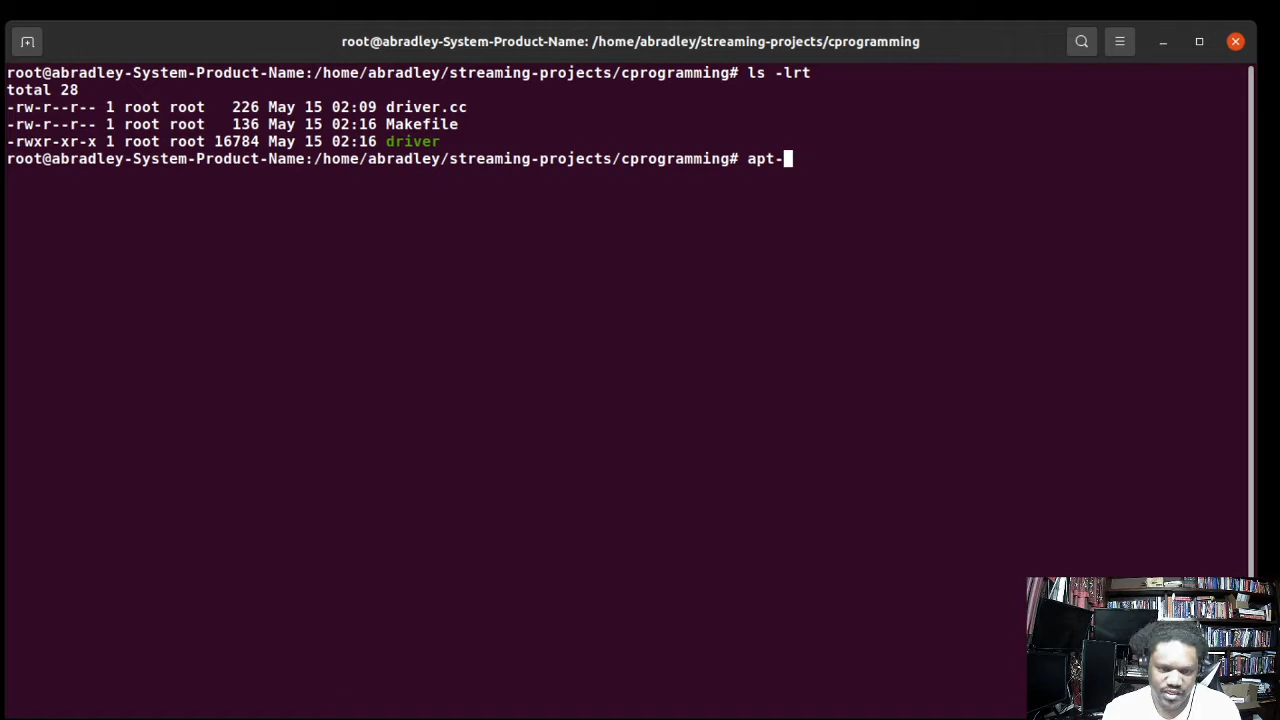 root@abradley-System-Product-Name: /home/abradley/streaming-projects/cprogramming
root@abradley-System-Product-Name:/home/abradley/streaming-projects/cprogramming# ls -lrt
total 28
-rw-r--r-- 1 root root   226 May 15 02:09 driver.cc
-rw-r--r-- 1 root root   136 May 15 02:16 Makefile
-rwxr-xr-x 1 root root 16784 May 15 02:16 driver
root@abradley-System-Product-Name:/home/abradley/streaming-projects/cprogramming# apt-